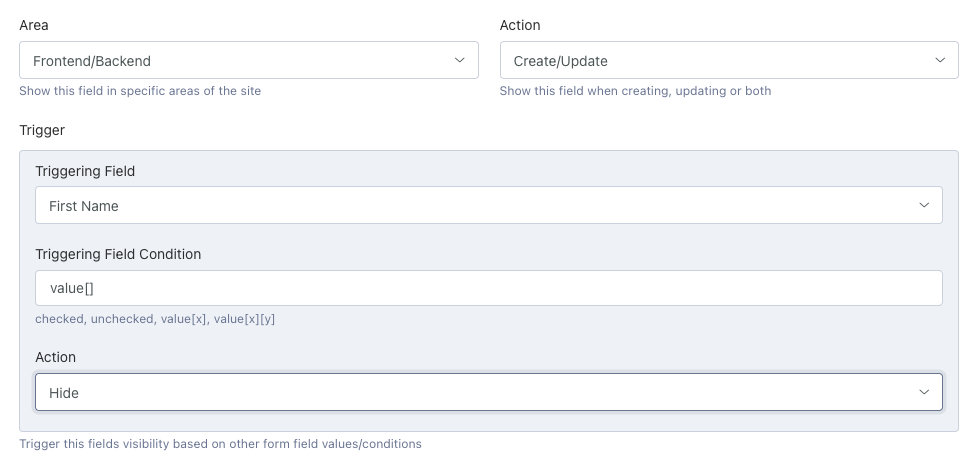 Area
Action
Frontend/Backend
Create/Update
Show this field in specific areas of the site
Show this field when creating, updating or both
Trigger
Triggering Field
First Name
Triggering Field Condition
value[]
checked, unchecked, value[x], value[x][y]
Action
Hide
Trigger this fields visibility based on other form field values/conditions